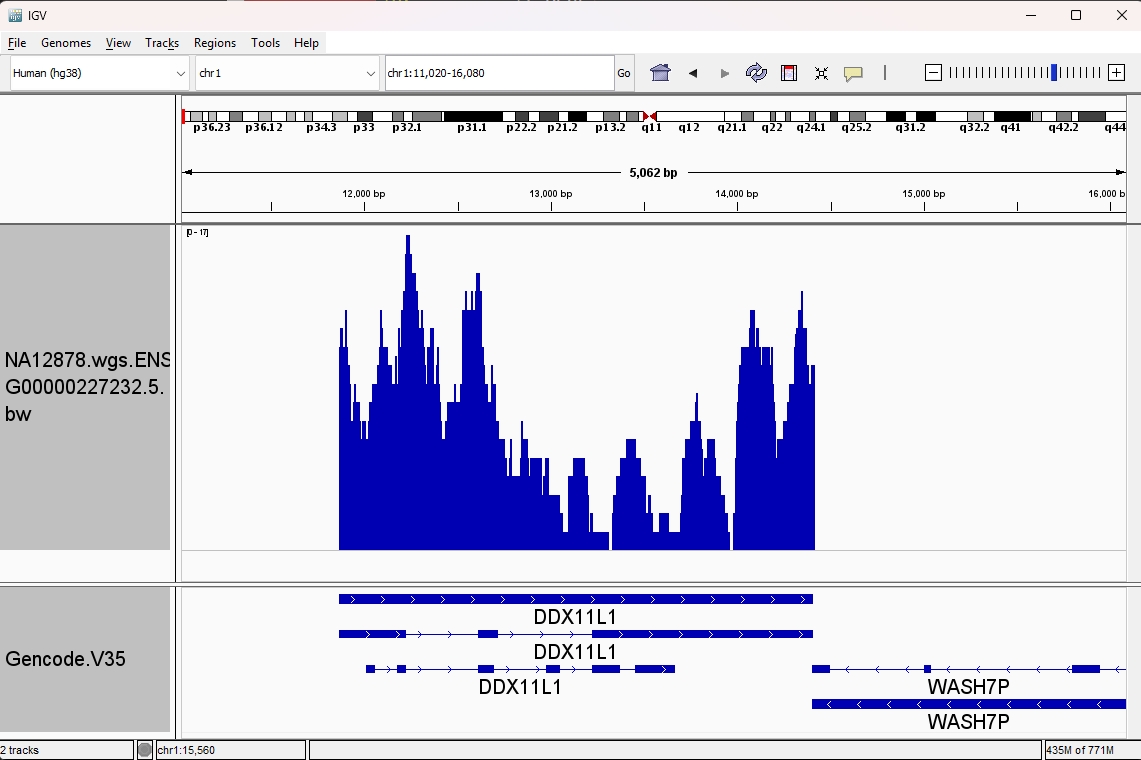 IGV
File Genomes View Tracks Regions Tools Help
Human (hg38) chr1 chr1:11,020-16,080 Go
p36.23 p36.12 p34.3 p33 p32.1 p31.1 p22.2 p21.2 p13.2 q11 q12 q21.1 q22 q24.1 q25.2 q31.2 q32.2 q41 q42.2 q44
5,062 bp
12,000 bp 13,000 bp 14,000 bp 15,000 bp 16,000 b
[0 - 17]
NA12878.wgs.ENS
G00000227232.5.
bw
DDX11L1
DDX11L1
Gencode.V35
DDX11L1 WASH7P
WASH7P
2 tracks chr1:15,560 435M of 771M